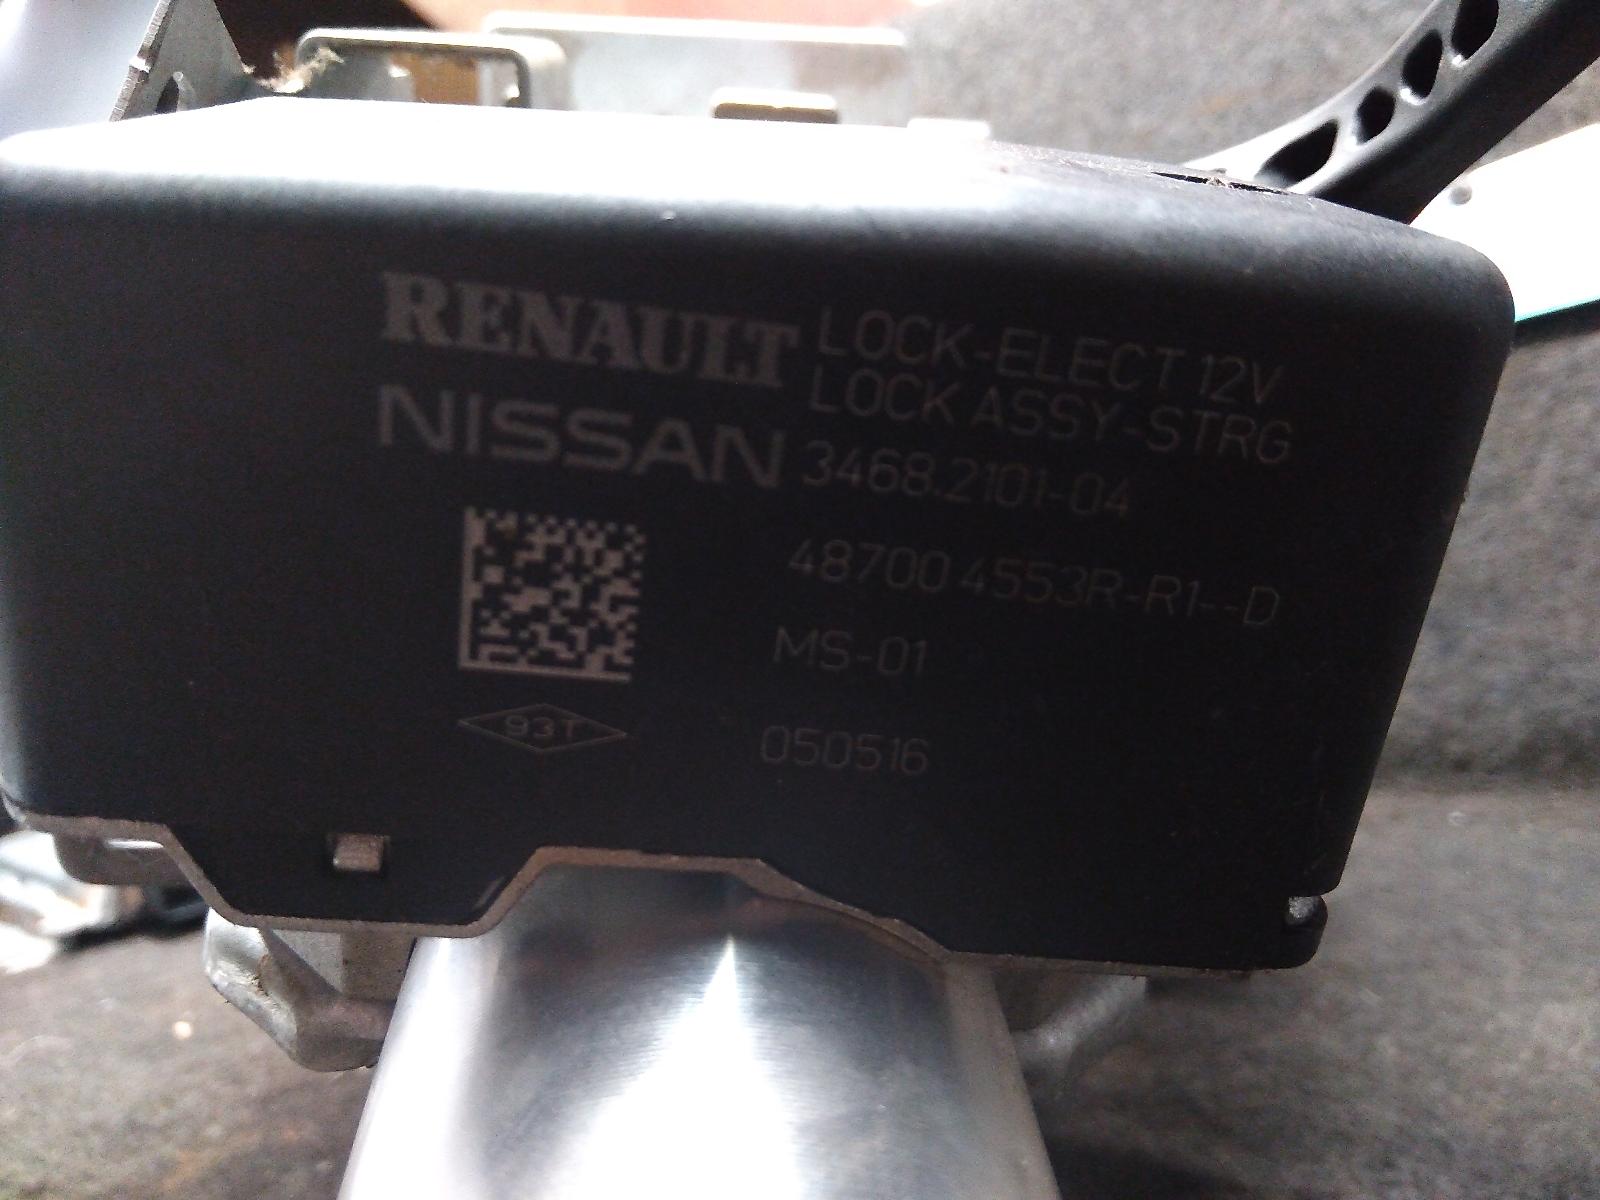 RENAULT LOCK-ELECT 12V
NISSAN LOCK ASSY-STRG
3468.2101-04
48700 4553R-R1--D
MS-01
93T
050516